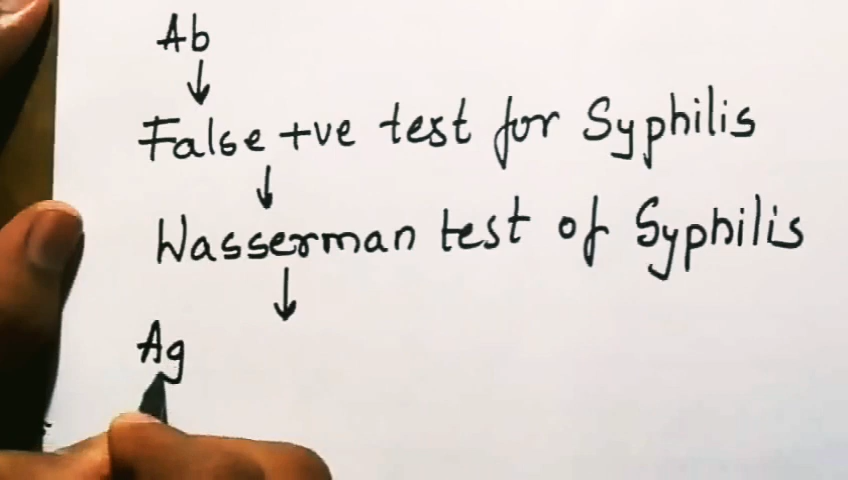 Ab
↓
False +ve test for Syphilis
↓
Wasserman test of Syphilis
↓
Ag